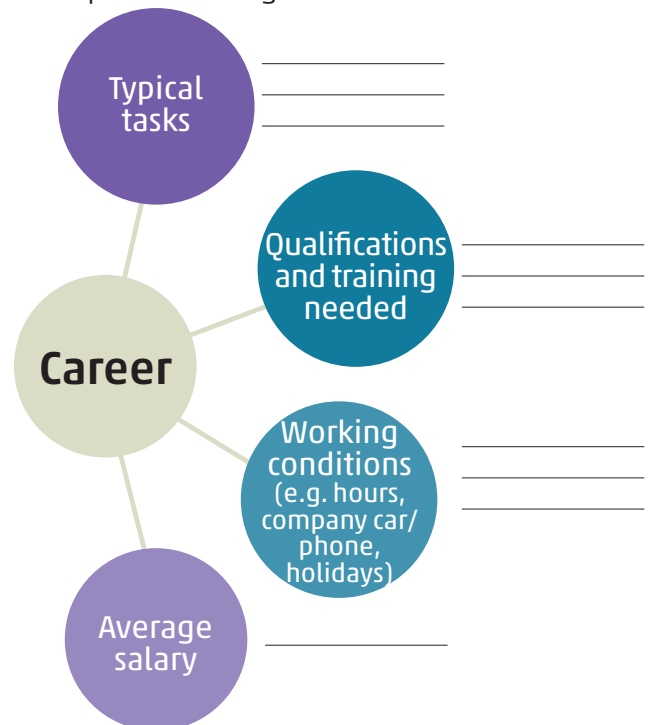 Typical
tasks
Qualifications
and training
needed
Career
Working
conditions
(e.g. hours,
company car/
phone,
holidays)
Average
salary